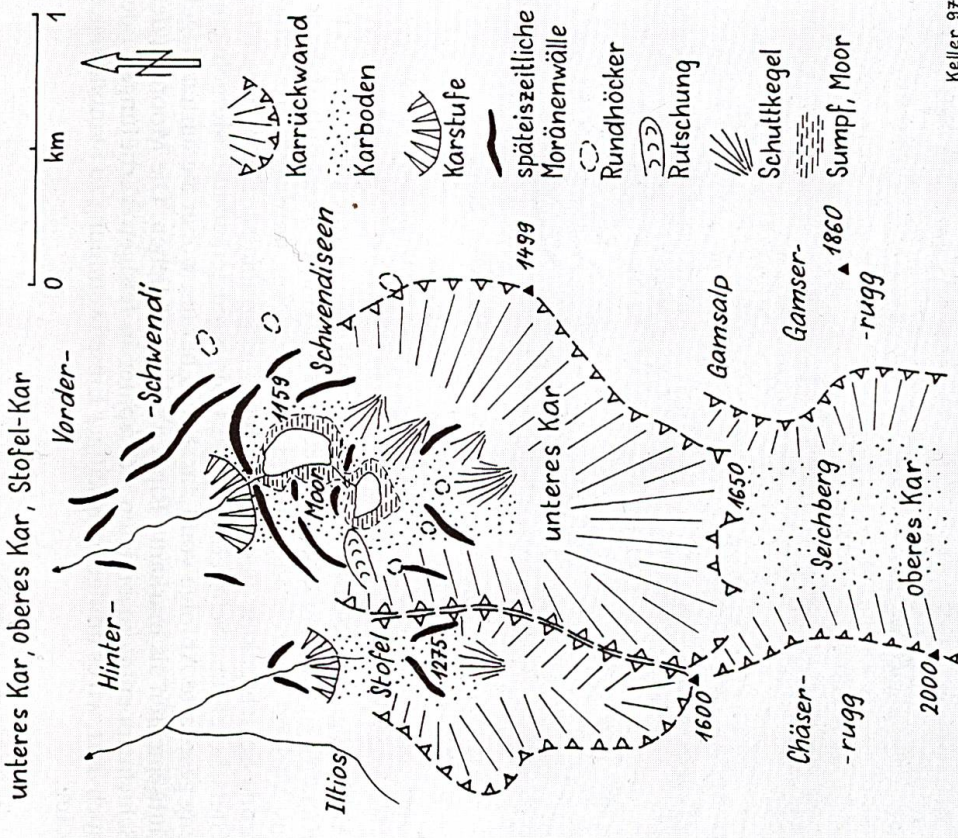 unteres Kar, oberes Kar, Stofel-Kar
0 km 1
N
Vorder-
-Schwendi
Hinter-
Schwendiseen
1159
Moor
Iltios
Stofel
1275
unteres Kar
1499
1600
1650
Gamsalp
Gamser-
-rugg
1860
Seichberg
oberes Kar
Chäser-
-rugg
2000
Karrückwand
Karboden
Karstufe
späteiszeitliche
Moränenwälle
Rundhöcker
Rutschung
Schuttkegel
Sumpf, Moor
Keller 97